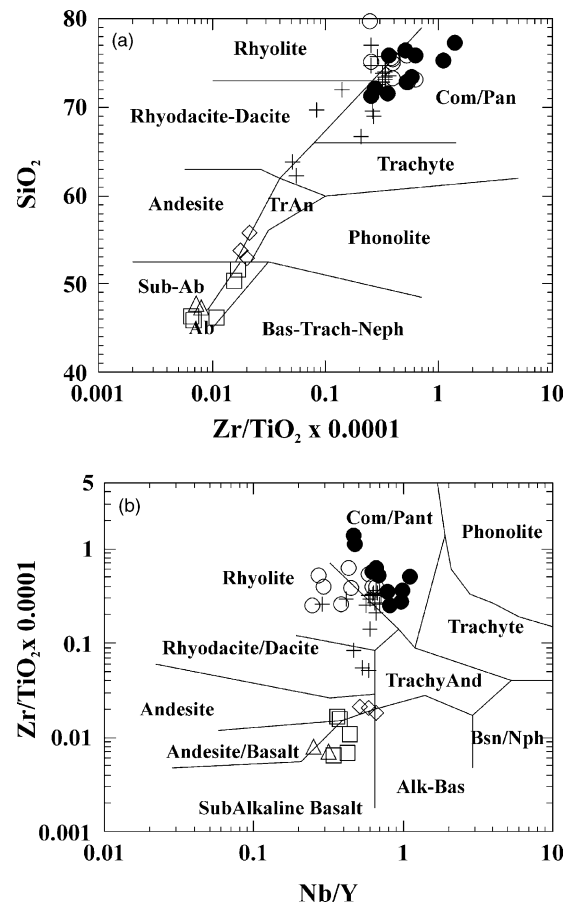 (a)
80
Rhyolite
Com/Pan
70
Rhyodacite-Dacite
Trachyte
SiO2
60
Andesite
TrAn
Phonolite
50
Sub-Ab
Ab
Bas-Trach-Neph
40
0.001 0.01 0.1 1 10
Zr/TiO2 x 0.0001
(b)
5
Com/Pant
Phonolite
1
Rhyolite
Trachyte
Zr/TiO2x 0.0001
0.1
Rhyodacite/Dacite
TrachyAnd
Andesite
Bsn/Nph
0.01
Andesite/Basalt
Alk-Bas
SubAlkaline Basalt
0.001
0.01 0.1 1 10
Nb/Y